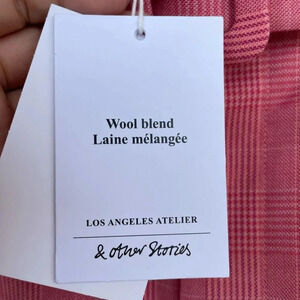 Wool blend
Laine mélangée
LOS ANGELES ATELIER
& other Stories